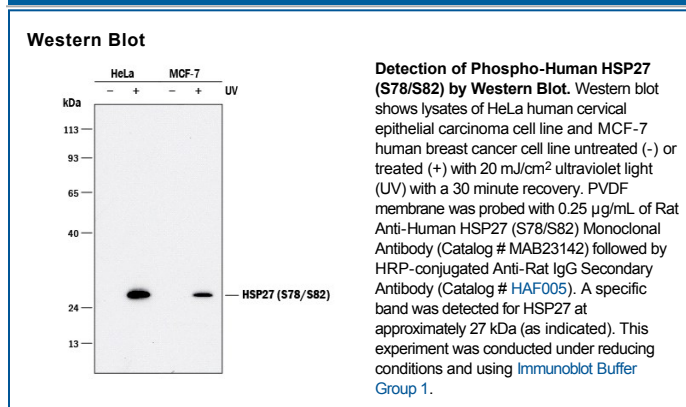 Western Blot
HeLa MCF-7
– + – + UV
kDa
113
93
65
40
HSP27 (S78/S82)
24
13
Detection of Phospho-Human HSP27
(S78/S82) by Western Blot. Western blot
shows lysates of HeLa human cervical
epithelial carcinoma cell line and MCF-7
human breast cancer cell line untreated (-) or
treated (+) with 20 mJ/cm² ultraviolet light
(UV) with a 30 minute recovery. PVDF
membrane was probed with 0.25 µg/mL of Rat
Anti-Human HSP27 (S78/S82) Monoclonal
Antibody (Catalog # MAB23142) followed by
HRP-conjugated Anti-Rat IgG Secondary
Antibody (Catalog # HAF005). A specific
band was detected for HSP27 at
approximately 27 kDa (as indicated). This
experiment was conducted under reducing
conditions and using Immunoblot Buffer
Group 1.